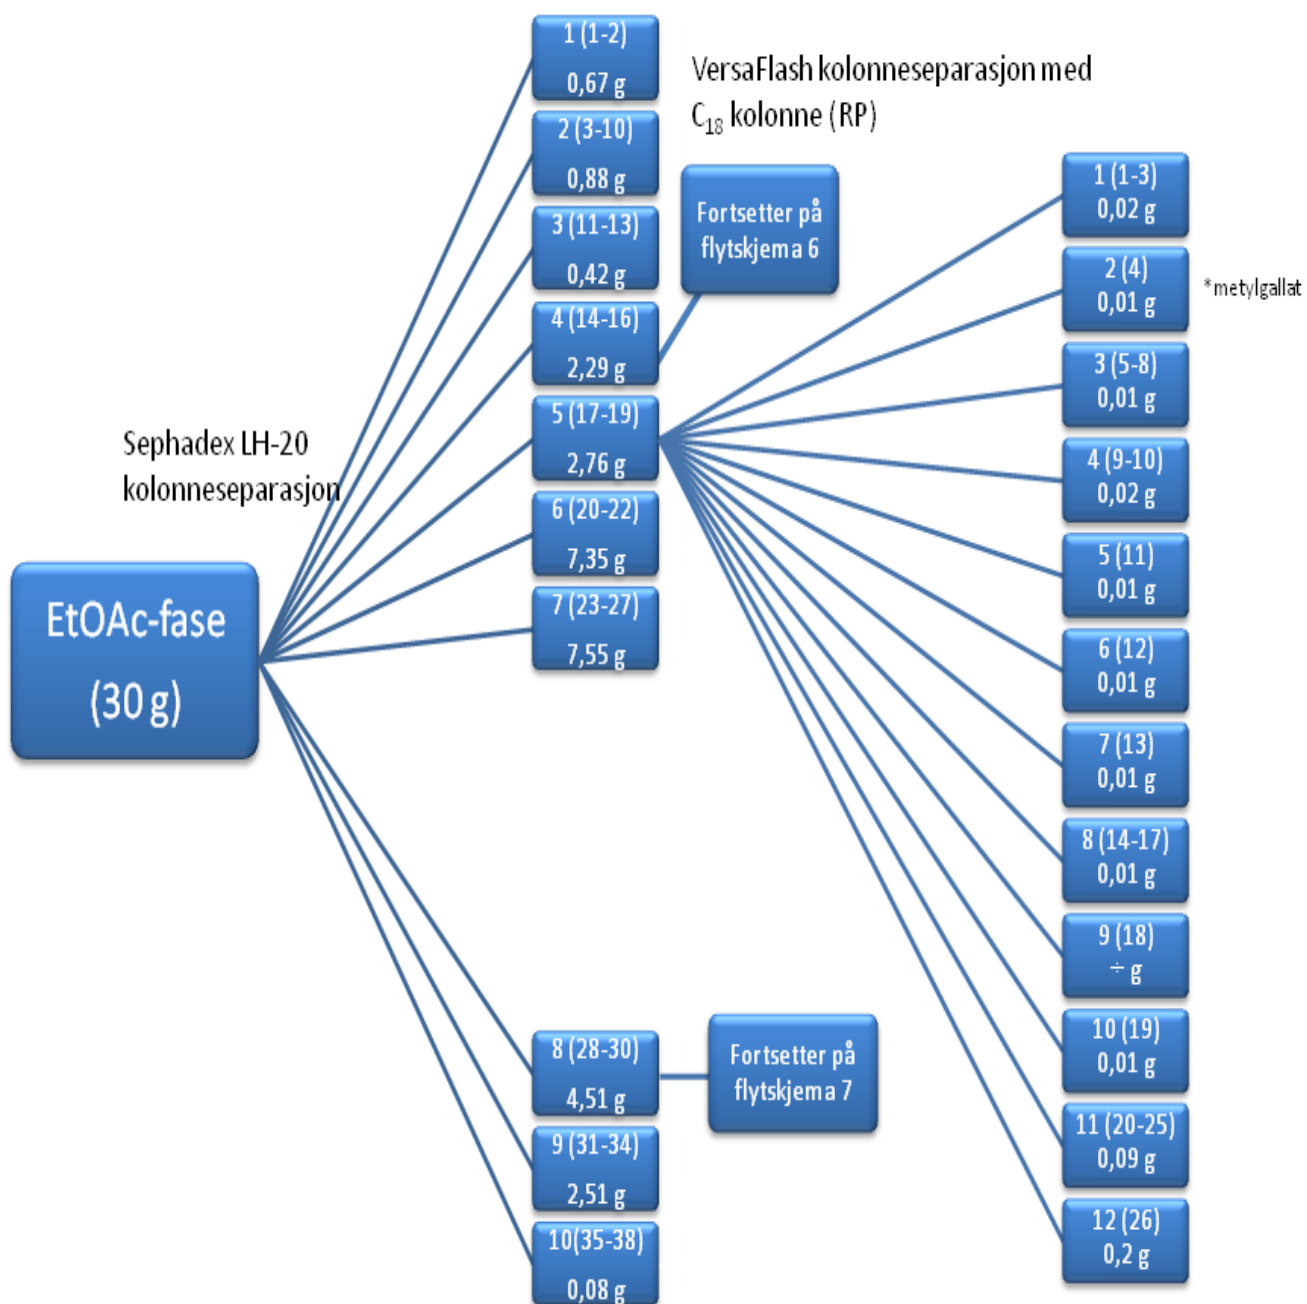 EtOAc-fase
(30 g)
Sephadex LH-20
kolonneseparasjon
1 (1-2)
0,67 g
2 (3-10)
0,88 g
3 (11-13)
0,42 g
4 (14-16)
2,29 g
5 (17-19)
2,76 g
6 (20-22)
7,35 g
7 (23-27)
7,55 g
8 (28-30)
4,51 g
9 (31-34)
2,51 g
10(35-38)
0,08 g
Fortsetter på
flytskjema 6
Fortsetter på
flytskjema 7
VersaFlash kolonneseparasjon med
C₁₈ kolonne (RP)
1 (1-3)
0,02 g
2 (4)
0,01 g
*metylgallat
3 (5-8)
0,01 g
4 (9-10)
0,02 g
5 (11)
0,01 g
6 (12)
0,01 g
7 (13)
0,01 g
8 (14-17)
0,01 g
9 (18)
÷ g
10 (19)
0,01 g
11 (20-25)
0,09 g
12 (26)
0,2 g